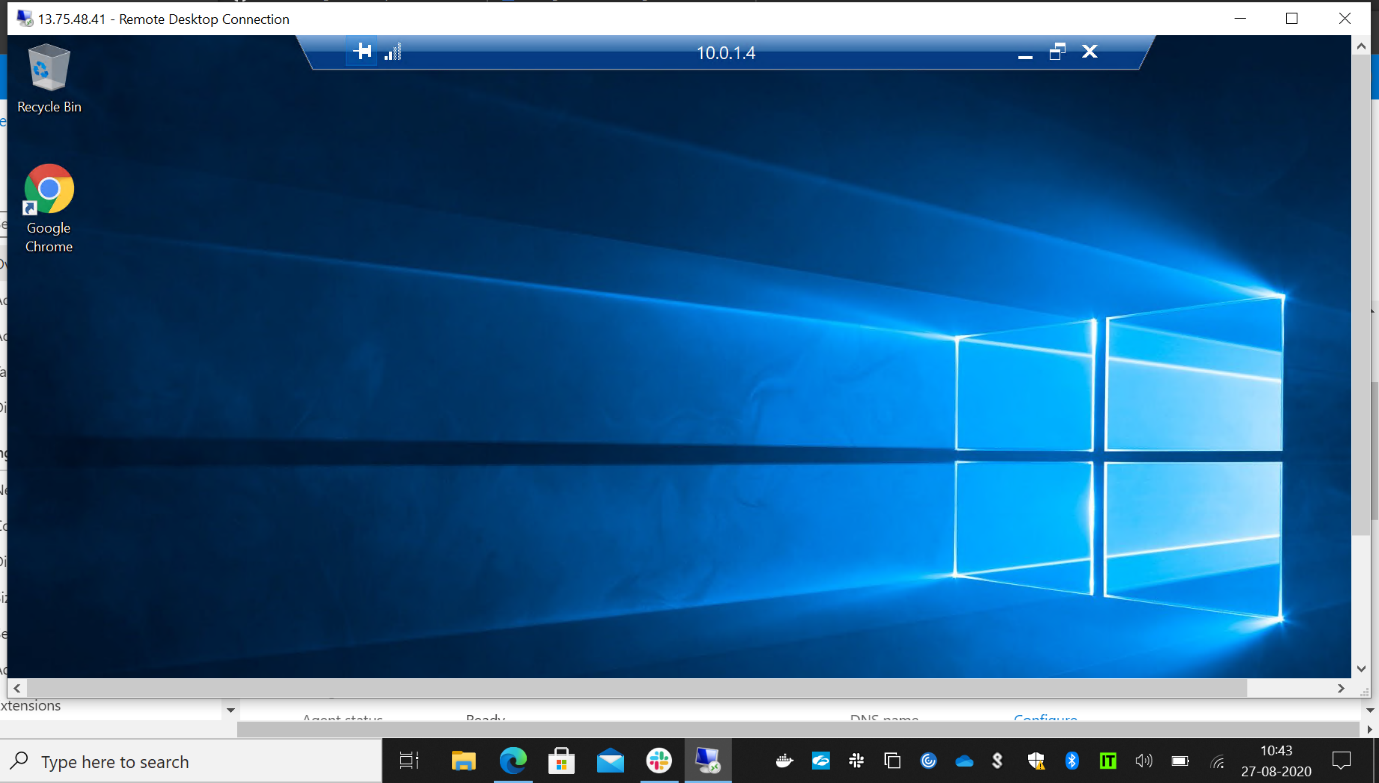 13.75.48.41 - Remote Desktop Connection
10.0.1.4
Recycle Bin
Google
Chrome
xtensions
Agent status
Ready
DNS name
Configure
Type here to search
IT
10:43
27-08-2020